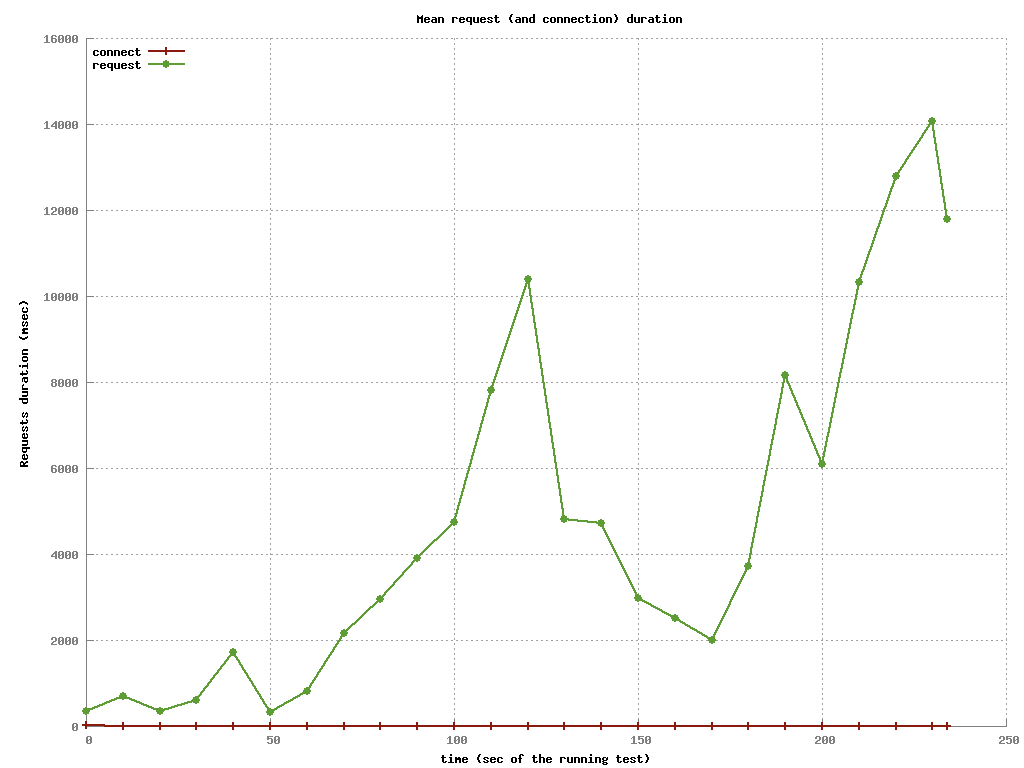 Mean request (and connection) duration
16000
connect
request
14000
12000
10000
8000
6000
4000
2000
0
Requests duration (msec)
0 50 100 150 200 250
time (sec of the running test)